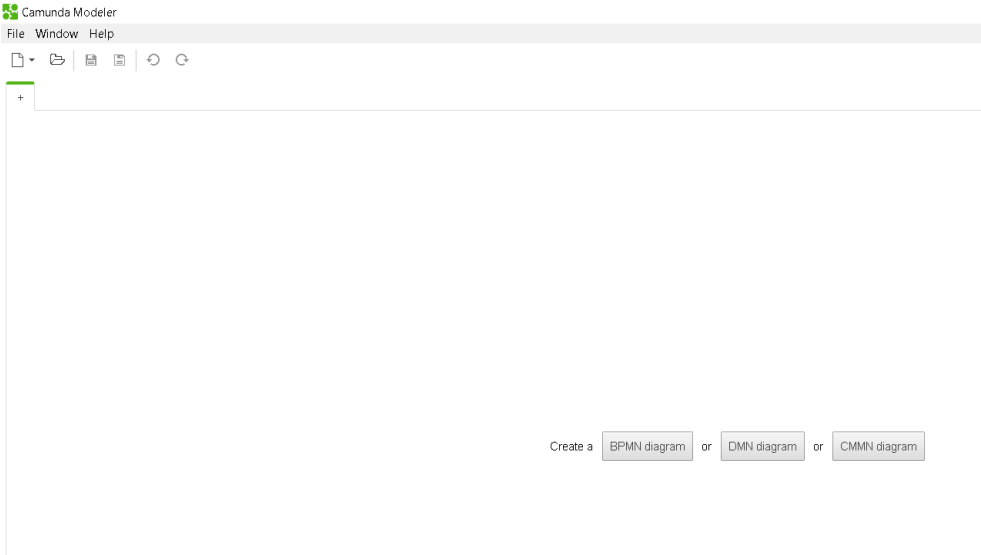 Camunda Modeler
File Window Help
+
Create a BPMN diagram or DMN diagram or CMMN diagram